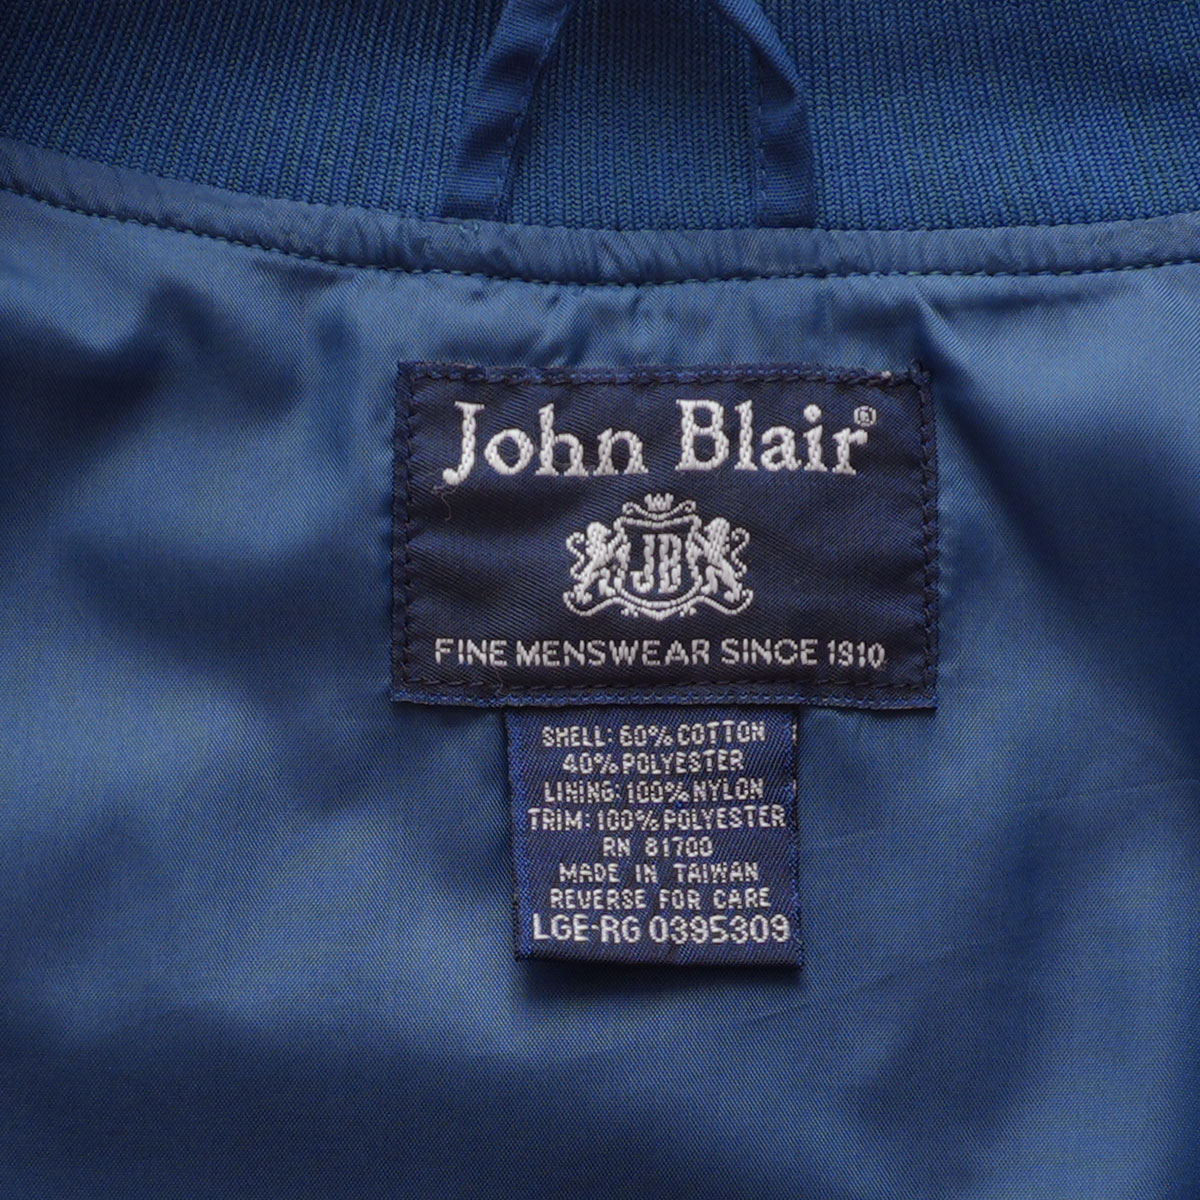 John Blair®
JB
FINE MENSWEAR SINCE 1910
SHELL: 60% COTTON
40% POLYESTER
LINING: 100% NYLON
TRIM: 100% POLYESTER
RN 81700
MADE IN TAIWAN
REVERSE FOR CARE
LGE-RG 0395309